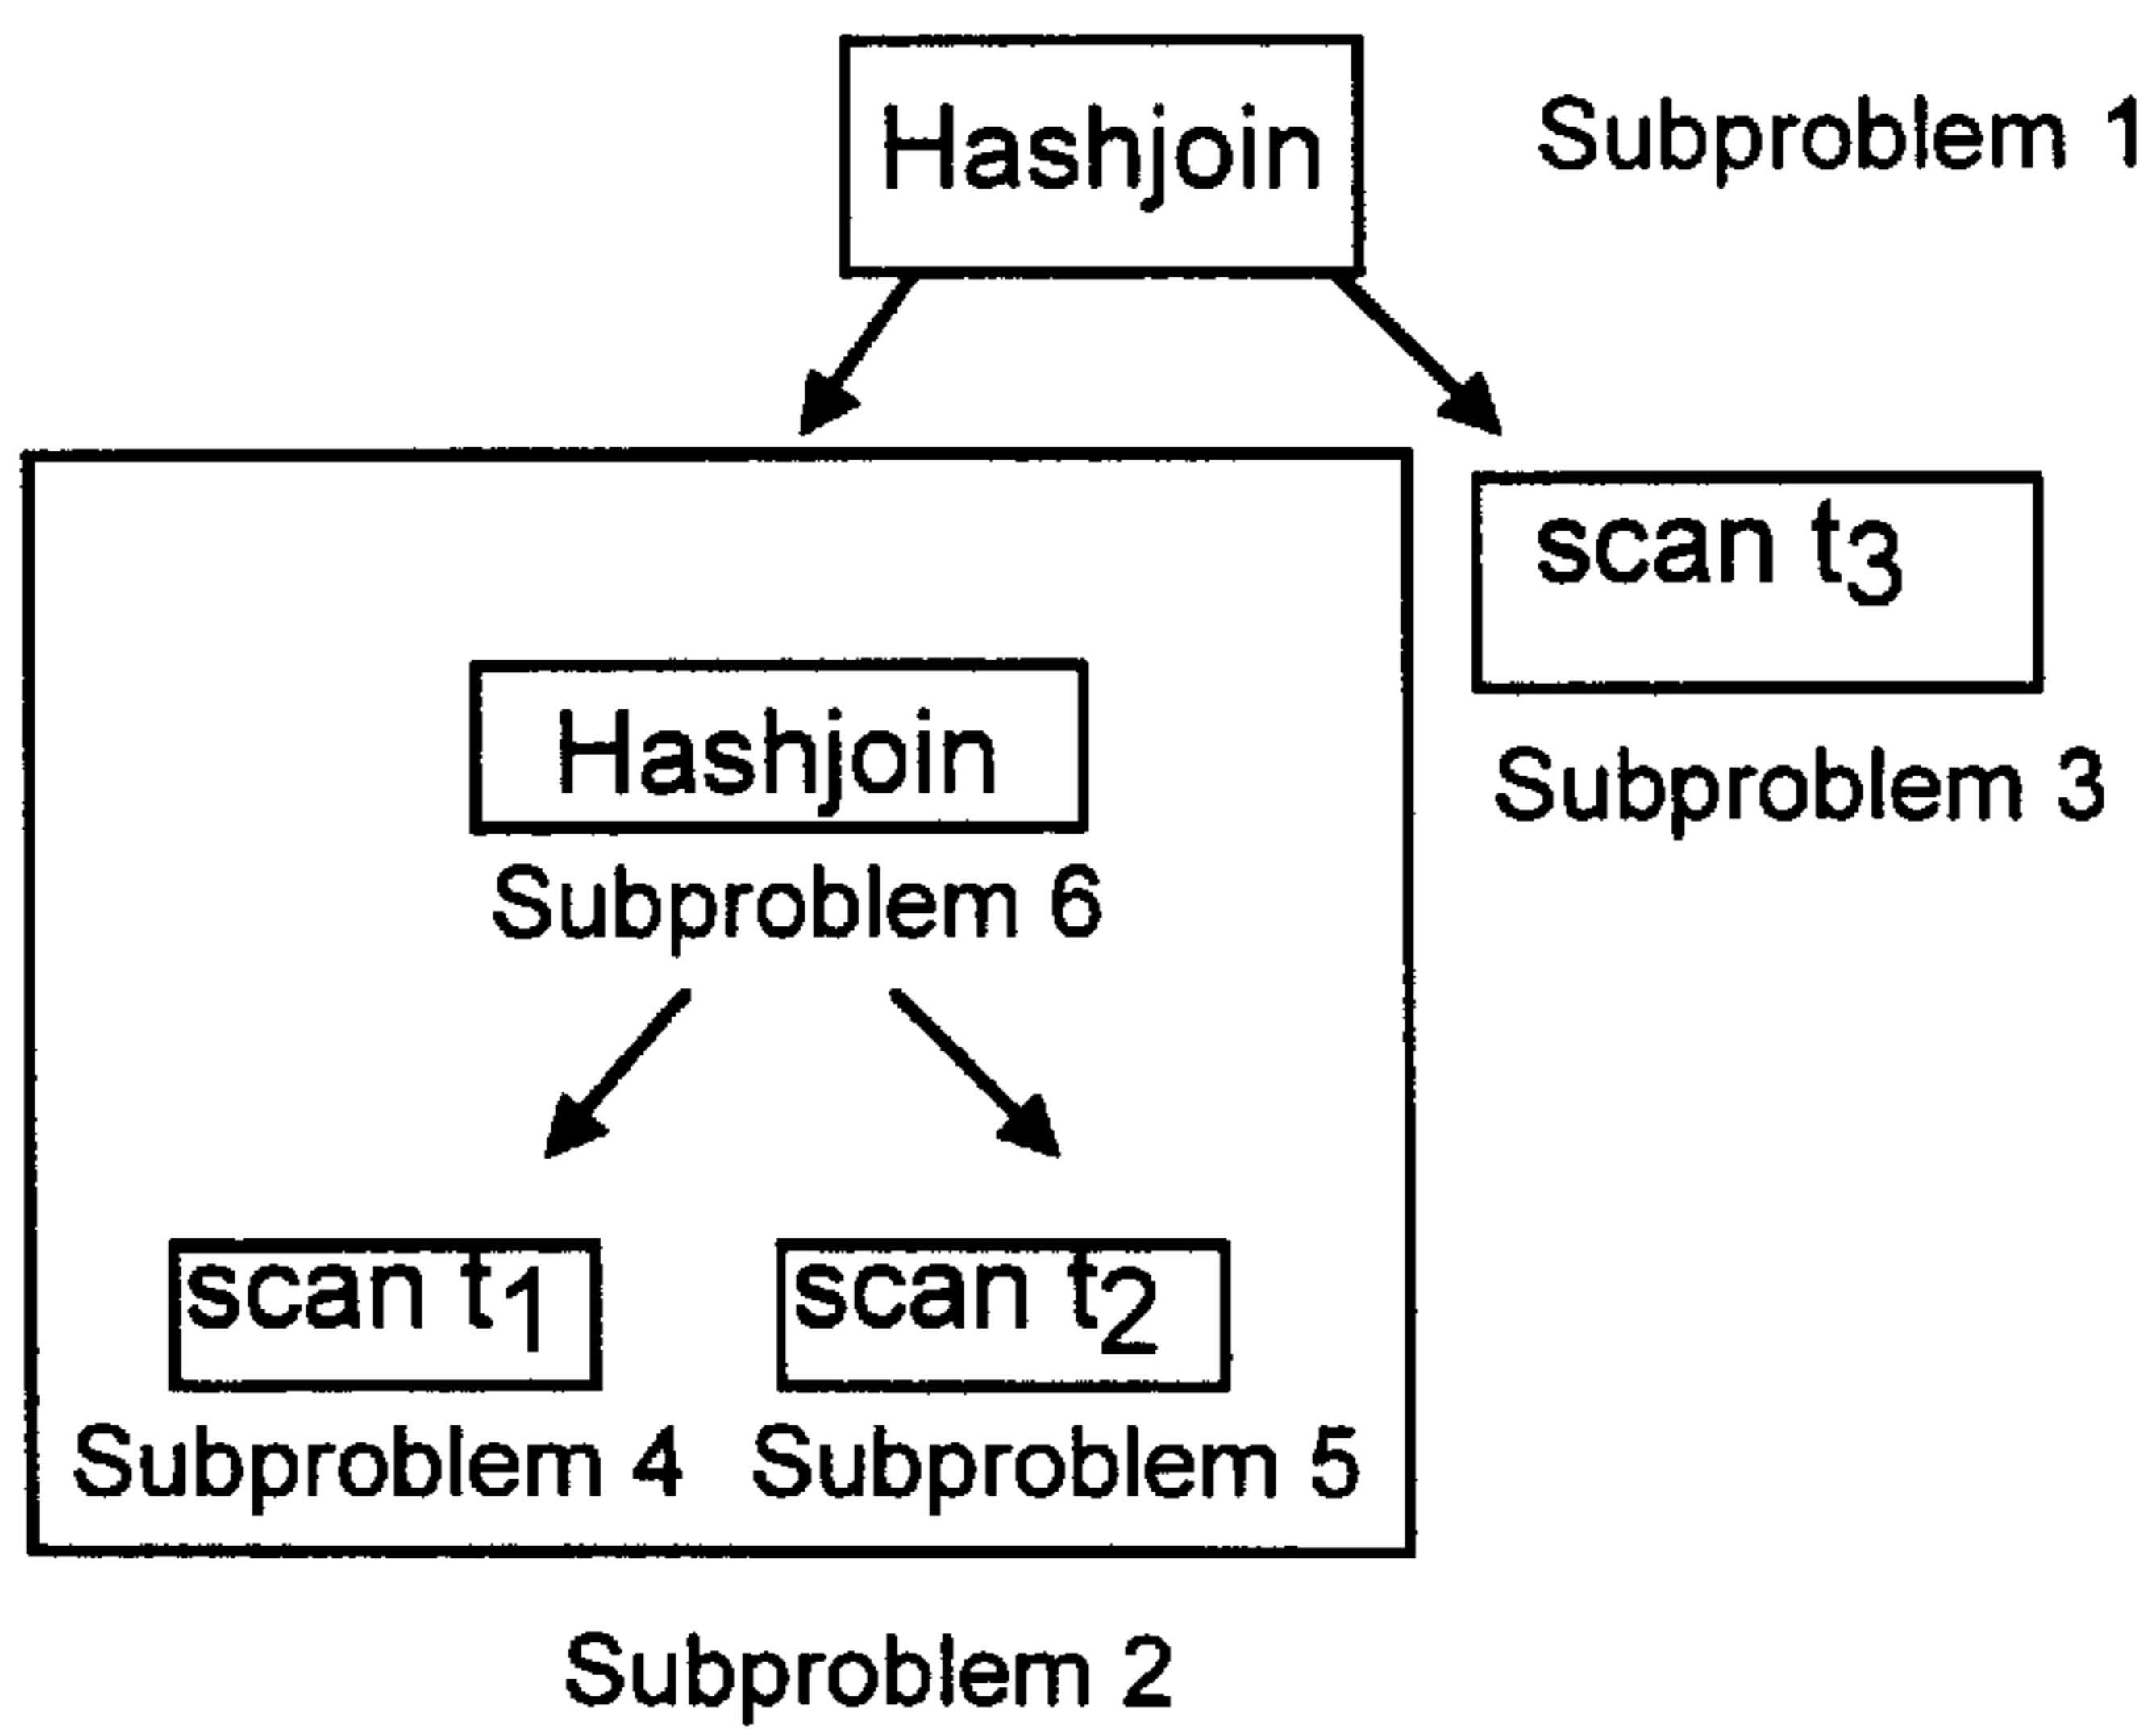 Hashjoin
Subproblem 1
scan t3
Subproblem 3
Hashjoin
Subproblem 6
scan t1
scan t2
Subproblem 4
Subproblem 5
Subproblem 2